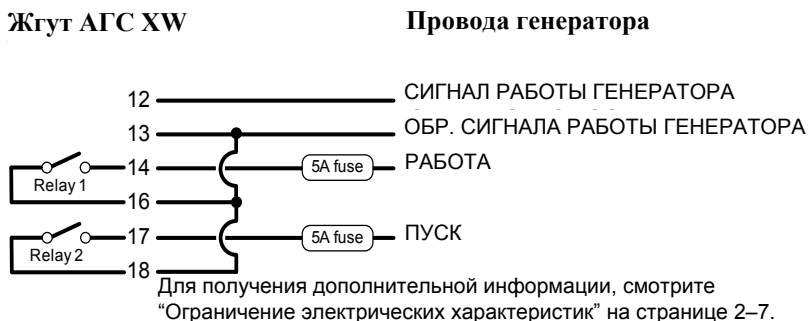 Жгут АГС XW
Провода генератора
12
СИГНАЛ РАБОТЫ ГЕНЕРАТОРА
13
ОБР. СИГНАЛА РАБОТЫ ГЕНЕРАТОРА
14
5A fuse
РАБОТА
Relay 1
16
17
5A fuse
ПУСК
Relay 2
18
Для получения дополнительной информации, смотрите
“Ограничение электрических характеристик” на странице 2–7.